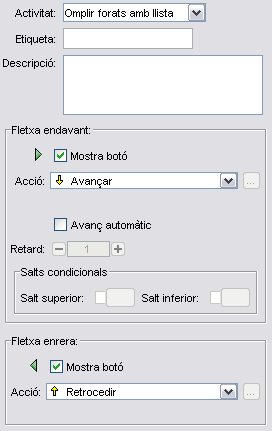 Activitat: Omplir forats amb llista
Etiqueta:
Descripció:
Fletxa endavant:
Mostra botó
Acció: Avançar ...
Avanç automàtic
Retard: 1
Salts condicionals
Salt superior: Salt inferior:
Fletxa enrera:
Mostra botó
Acció: Retrocedir ...